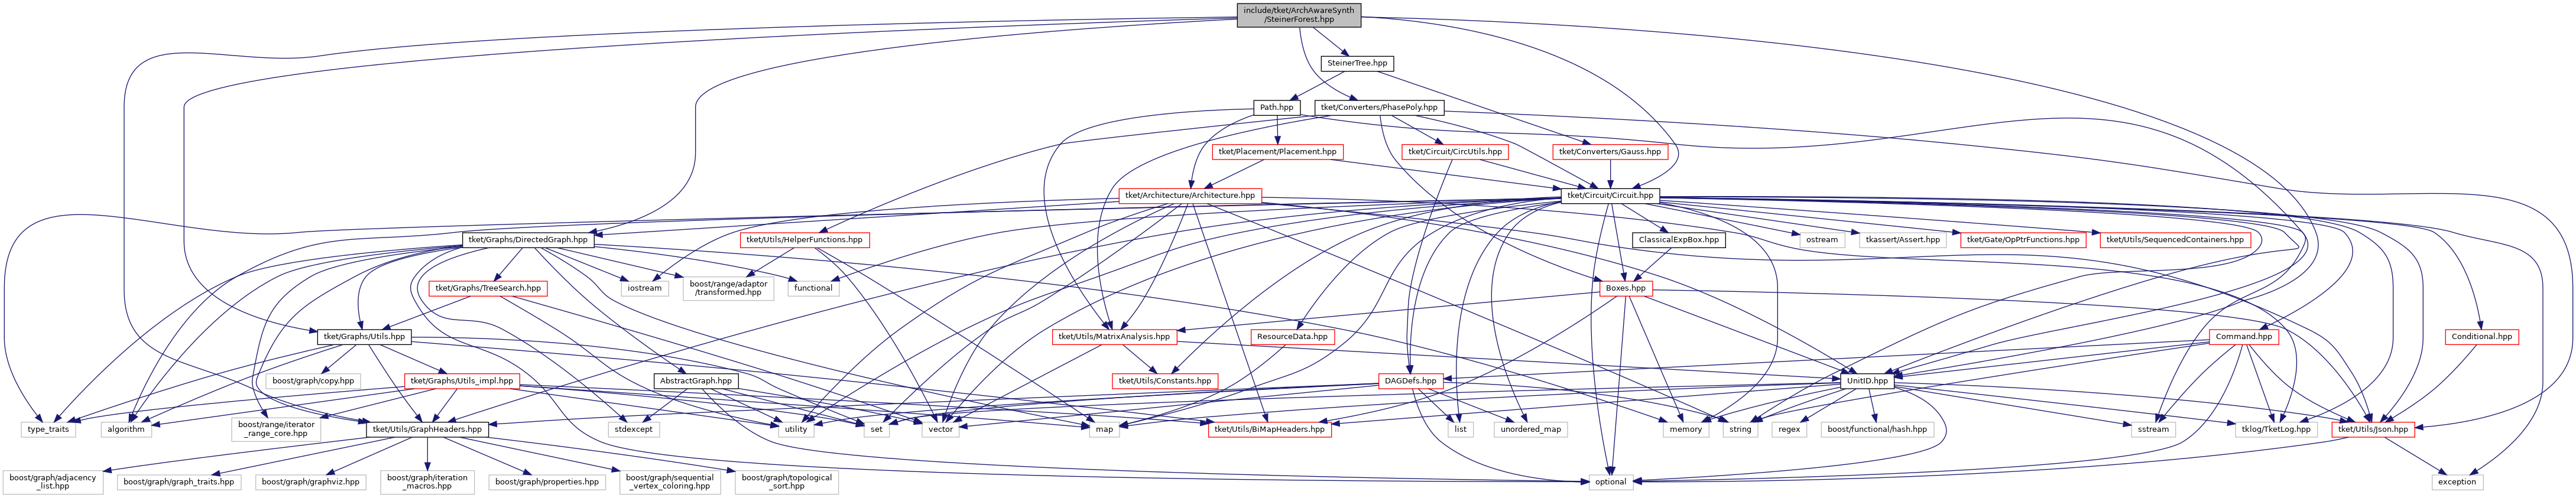 include/tket/ArchAwareSynth
/SteinerForest.hpp
SteinerTree.hpp
Path.hpp
tket/Converters/PhasePoly.hpp
tket/Placement/Placement.hpp
tket/Circuit/CircUtils.hpp
tket/Converters/Gauss.hpp
tket/Architecture/Architecture.hpp
tket/Circuit/Circuit.hpp
tket/Graphs/DirectedGraph.hpp
tket/Utils/HelperFunctions.hpp
ClassicalExpBox.hpp
ostream
tkassert/Assert.hpp
tket/Gate/OpPtrFunctions.hpp
tket/Utils/SequencedContainers.hpp
tket/Graphs/TreeSearch.hpp
iostream
boost/range/adaptor
/transformed.hpp
functional
Boxes.hpp
tket/Graphs/Utils.hpp
tket/Utils/MatrixAnalysis.hpp
ResourceData.hpp
Command.hpp
Conditional.hpp
boost/graph/copy.hpp
tket/Graphs/Utils_impl.hpp
AbstractGraph.hpp
tket/Utils/Constants.hpp
DAGDefs.hpp
UnitID.hpp
type_traits
algorithm
boost/range/iterator
_range_core.hpp
tket/Utils/GraphHeaders.hpp
stdexcept
utility
set
vector
map
tket/Utils/BiMapHeaders.hpp
list
unordered_map
memory
string
regex
boost/functional/hash.hpp
sstream
tklog/TketLog.hpp
tket/Utils/Json.hpp
boost/graph/adjacency
_list.hpp
boost/graph/graph_traits.hpp
boost/graph/graphviz.hpp
boost/graph/iteration
_macros.hpp
boost/graph/properties.hpp
boost/graph/sequential
_vertex_coloring.hpp
boost/graph/topological
_sort.hpp
optional
exception